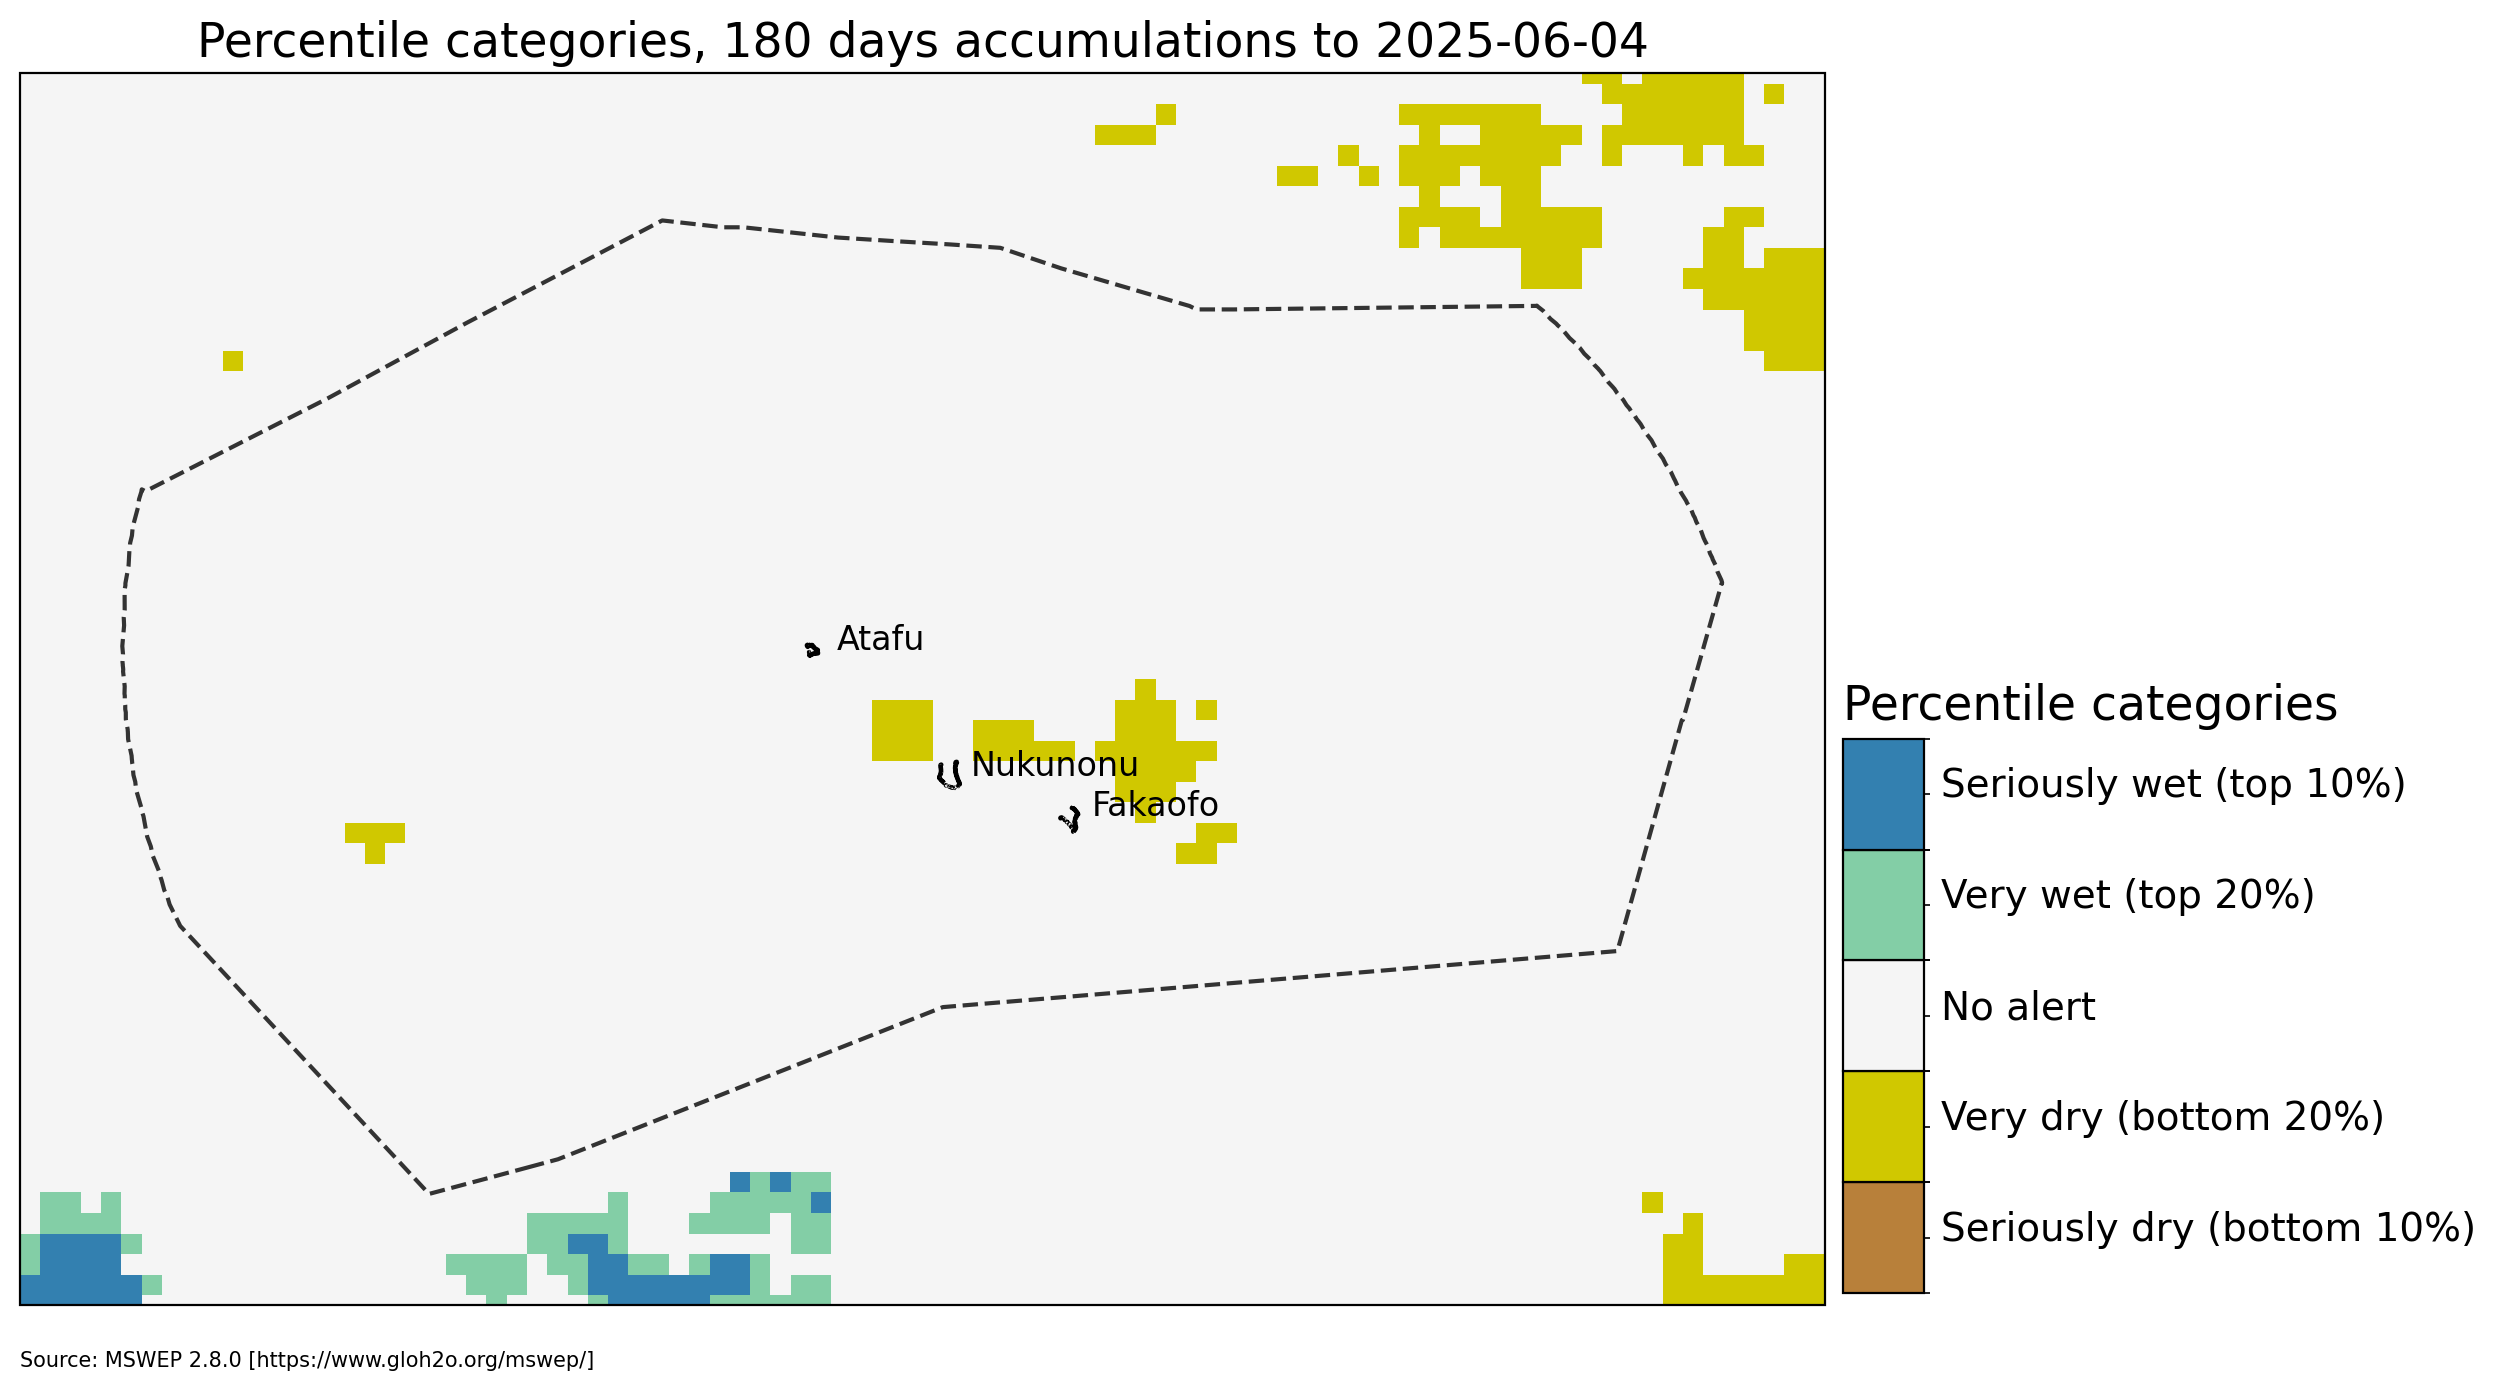 Percentile categories, 180 days accumulations to 2025-06-04
Atafu
Nukunonu
Fakaofo
Percentile categories
Seriously wet (top 10%)
Very wet (top 20%)
No alert
Very dry (bottom 20%)
Seriously dry (bottom 10%)
Source: MSWEP 2.8.0 [https://www.gloh2o.org/mswep/]